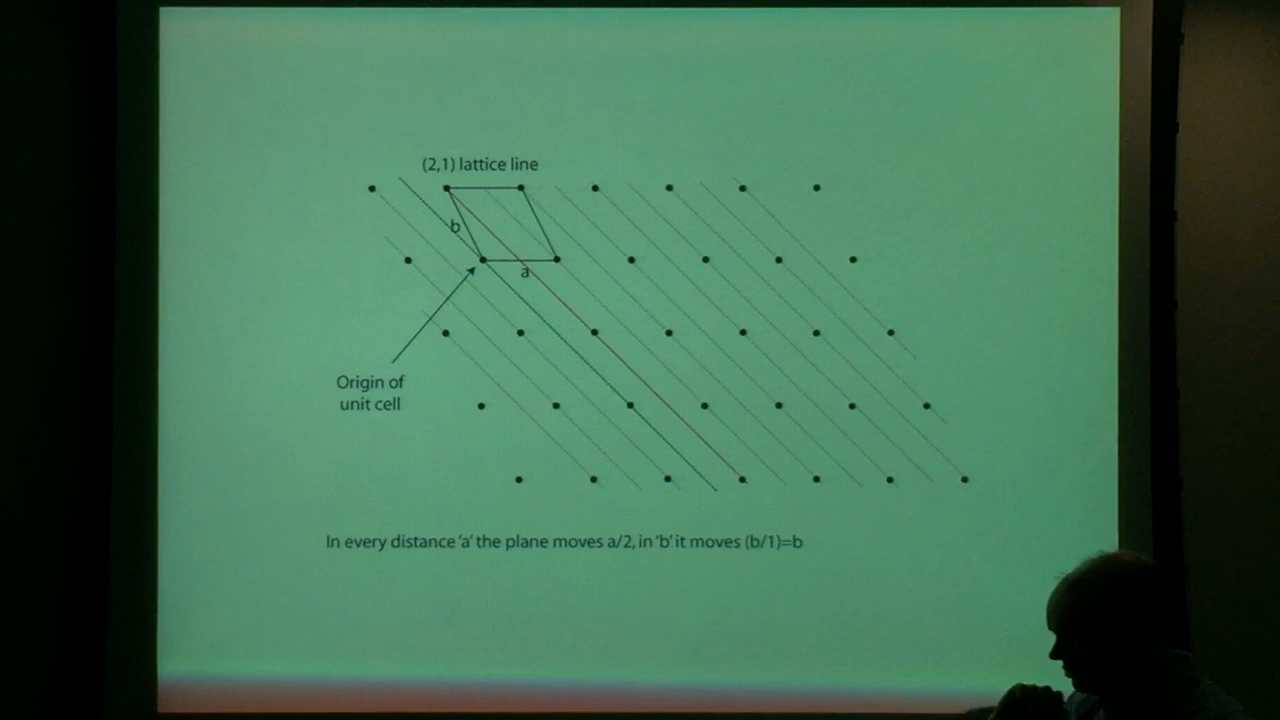 (2,1) lattice line
b
a
Origin of
unit cell
In every distance 'a' the plane moves a/2, in 'b' it moves (b/1)=b